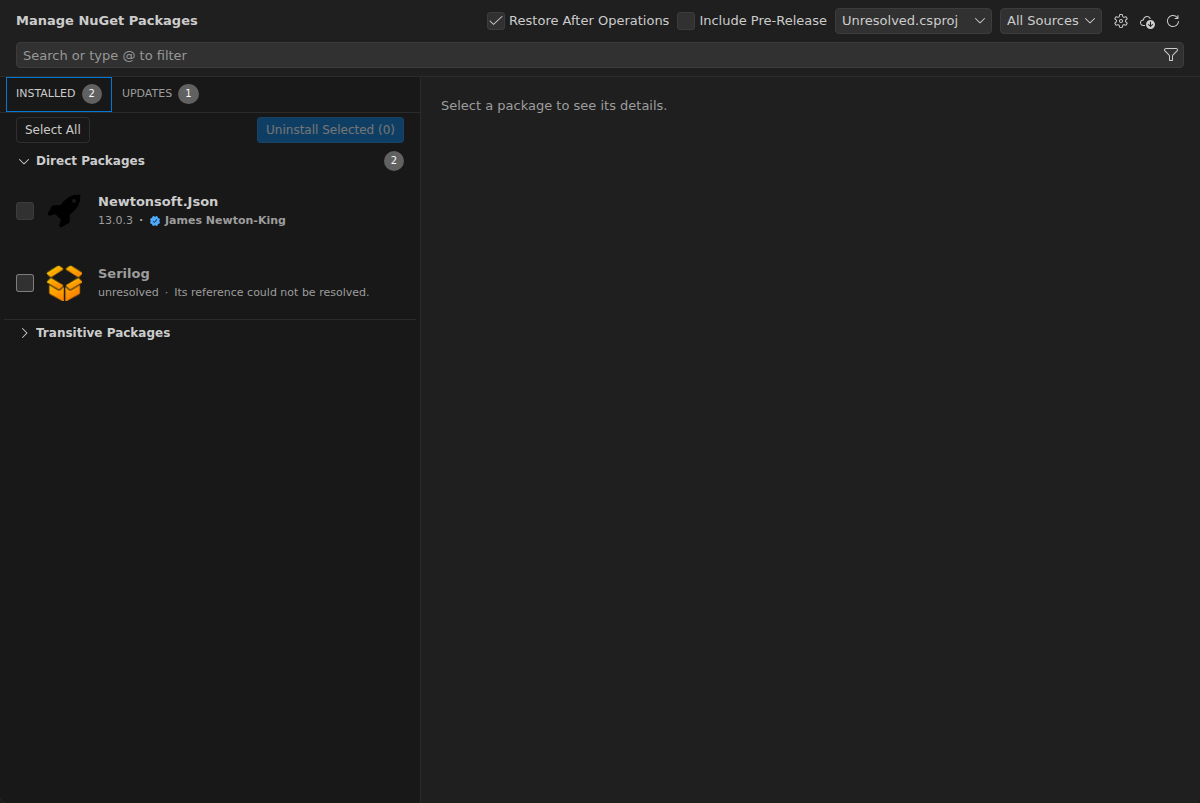 Manage NuGet Packages
Restore After Operations
Include Pre-Release
Unresolved.csproj
All Sources
Search or type @ to filter
INSTALLED 2
UPDATES 1
Select All
Uninstall Selected (0)
Direct Packages 2
Newtonsoft.Json
13.0.3 · James Newton-King
Serilog
unresolved · Its reference could not be resolved.
Transitive Packages
Select a package to see its details.